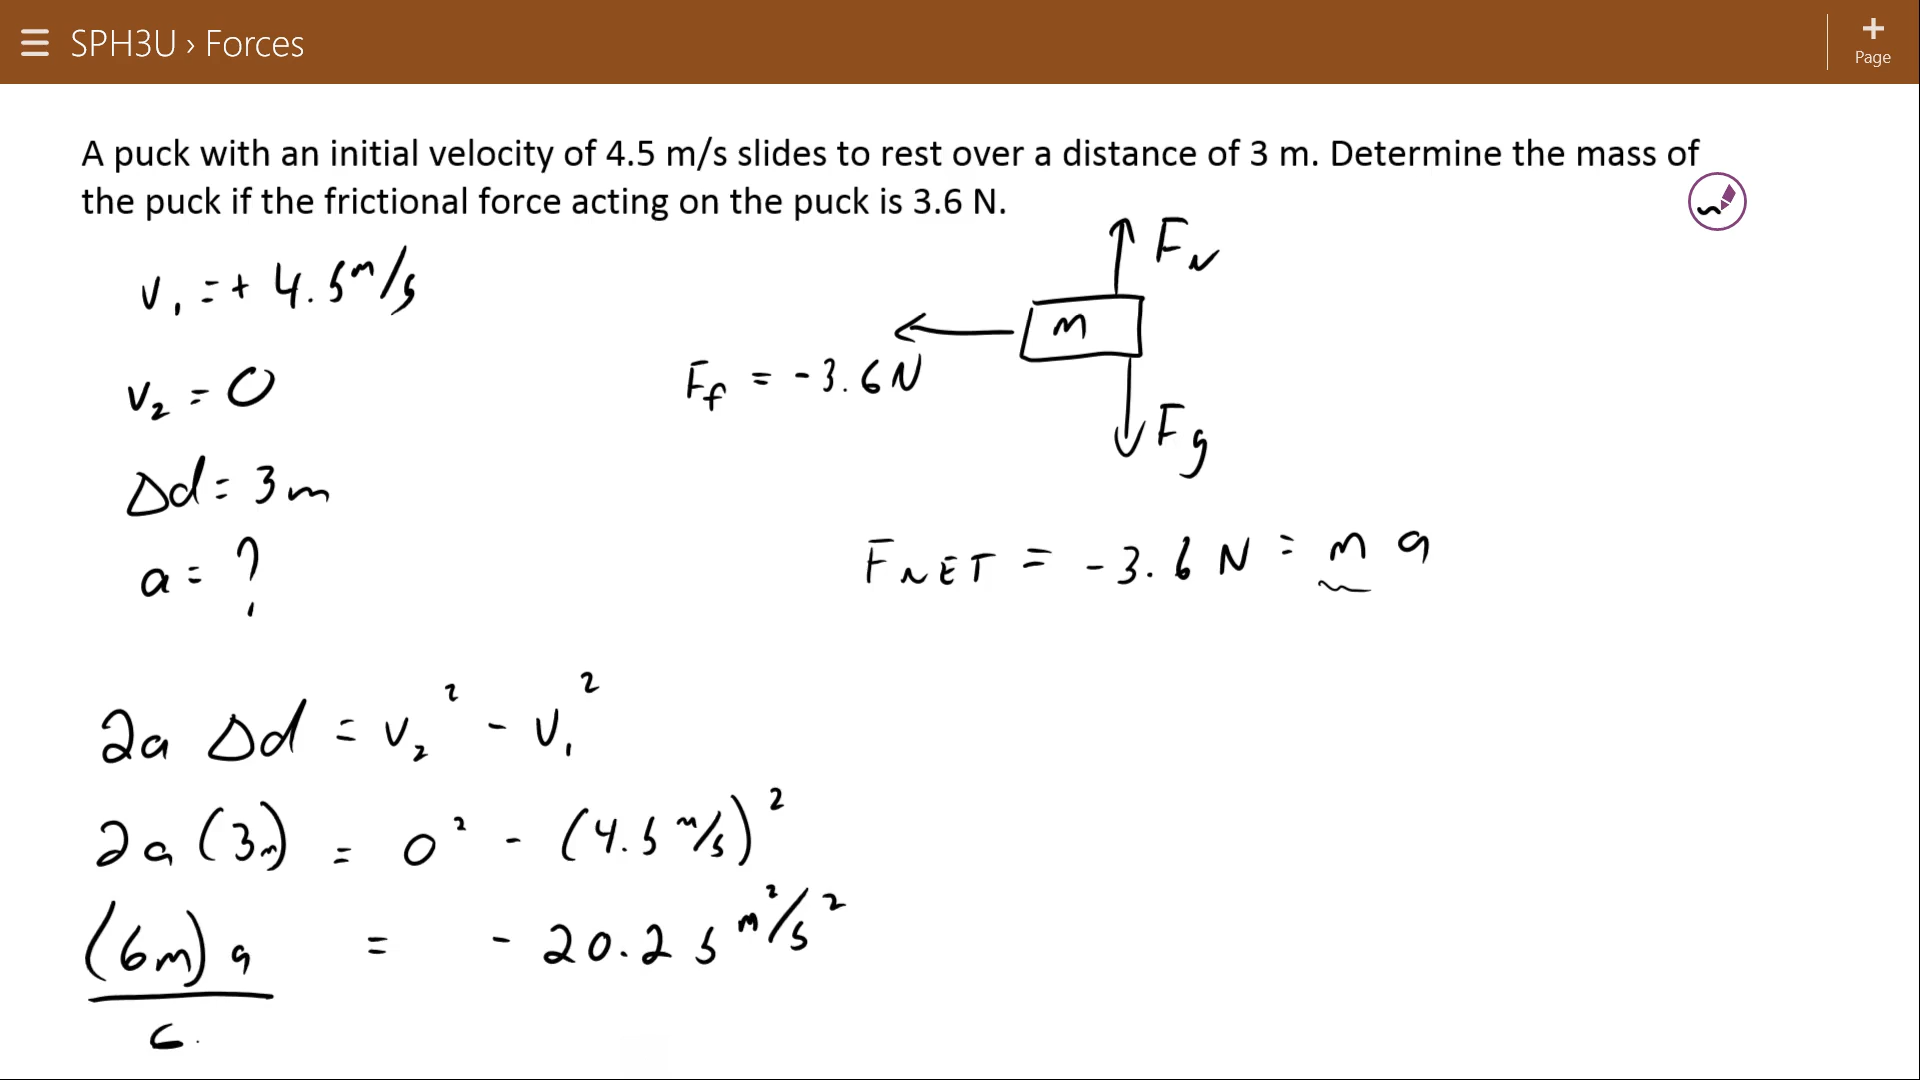 SPH3U › Forces
+
Page
A puck with an initial velocity of 4.5 m/s slides to rest over a distance of 3 m. Determine the mass of
the puck if the frictional force acting on the puck is 3.6 N.
v₁ = + 4.5 m/s
v₂ = 0
Δd = 3 m
a = ?
F_N
m
F_f = -3.6 N
F_g
F_NET = -3.6 N = m a
2a Δd = v₂² - v₁²
2a (3m) = 0² - (4.5 m/s)²
(6m) a = - 20.25 m²/s²